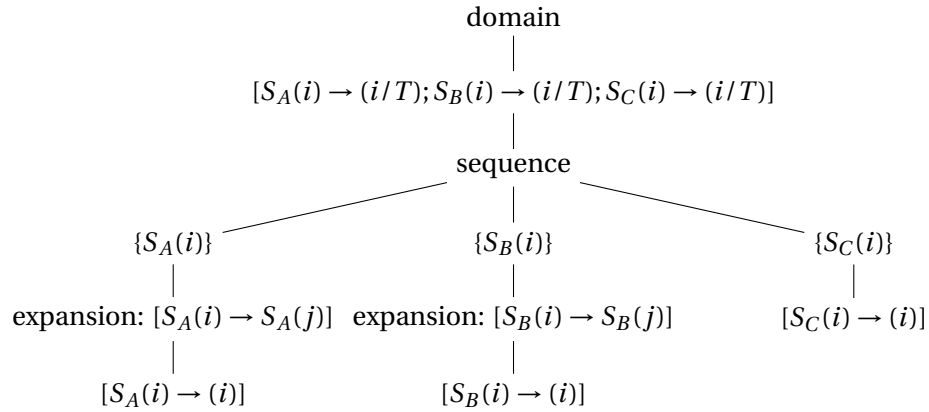 domain
[S_A(i) → (i/T);S_B(i) → (i/T);S_C(i) → (i/T)]
sequence
{S_A(i)} {S_B(i)} {S_C(i)}
expansion: [S_A(i) → S_A(j)] expansion: [S_B(i) → S_B(j)] [S_C(i) → (i)]
[S_A(i) → (i)] [S_B(i) → (i)]